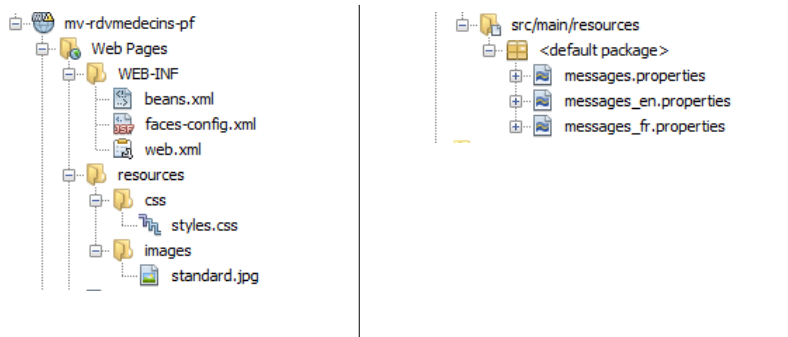 mv-rdvmedecins-pf
Web Pages
WEB-INF
beans.xml
faces-config.xml
web.xml
resources
css
styles.css
images
standard.jpg
src/main/resources
<default package>
messages.properties
messages_en.properties
messages_fr.properties